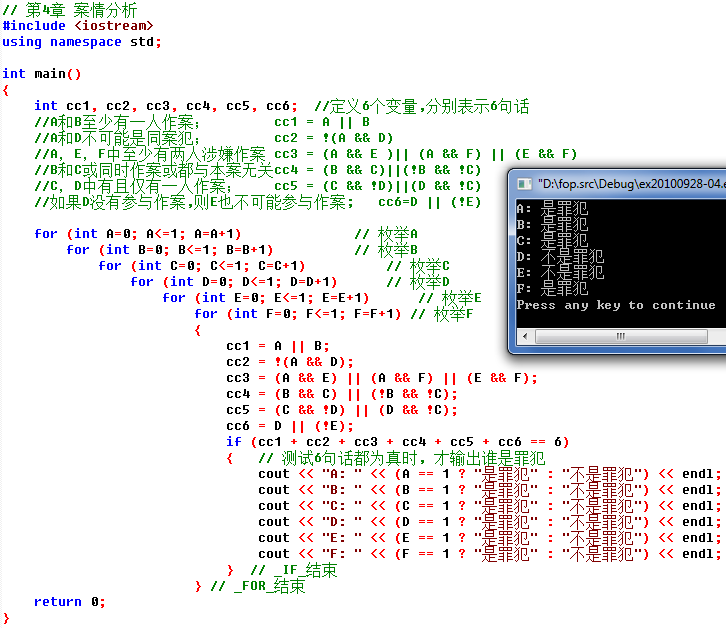 // 第4章 案情分析
#include <iostream>
using namespace std;
int main()
{
int cc1, cc2, cc3, cc4, cc5, cc6; //定义6个变量,分别表示6句话
//A和B至少有一人作案; cc1 = A || B
//A和D不可能是同案犯; cc2 = !(A && D)
//A, E, F中至少有两人涉嫌作案 cc3 = (A && E )|| (A && F) || (E && F)
//B和C或同时作案或都与本案无关cc4 = (B && C)||(!B && !C)
//C, D中有且仅有一人作案; cc5 = (C && !D)||(D && !C)
//如果D没有参与作案,则E也不可能参与作案; cc6=D || (!E)
for (int A=0; A<=1; A=A+1) // 枚举A
for (int B=0; B<=1; B=B+1) // 枚举B
for (int C=0; C<=1; C=C+1) // 枚举C
for (int D=0; D<=1; D=D+1) // 枚举D
for (int E=0; E<=1; E=E+1) // 枚举E
for (int F=0; F<=1; F=F+1) // 枚举F
{
cc1 = A || B;
cc2 = !(A && D);
cc3 = (A && E) || (A && F) || (E && F);
cc4 = (B && C) || (!B && !C);
cc5 = (C && !D) || (D && !C);
cc6 = D || (!E);
if (cc1 + cc2 + cc3 + cc4 + cc5 + cc6 == 6)
{ // 测试6句话都为真时, 才输出谁是罪犯
cout << "A: " << (A == 1 ? "是罪犯" : "不是罪犯") << endl;
cout << "B: " << (B == 1 ? "是罪犯" : "不是罪犯") << endl;
cout << "C: " << (C == 1 ? "是罪犯" : "不是罪犯") << endl;
cout << "D: " << (D == 1 ? "是罪犯" : "不是罪犯") << endl;
cout << "E: " << (E == 1 ? "是罪犯" : "不是罪犯") << endl;
cout << "F: " << (F == 1 ? "是罪犯" : "不是罪犯") << endl;
} // _IF_结束
} // _FOR_结束
return 0;
}
"D:\fop.src\Debug\ex20100928-04.e
A: 是罪犯
B: 是罪犯
C: 是罪犯
D: 不是罪犯
E: 不是罪犯
F: 是罪犯
Press any key to continue